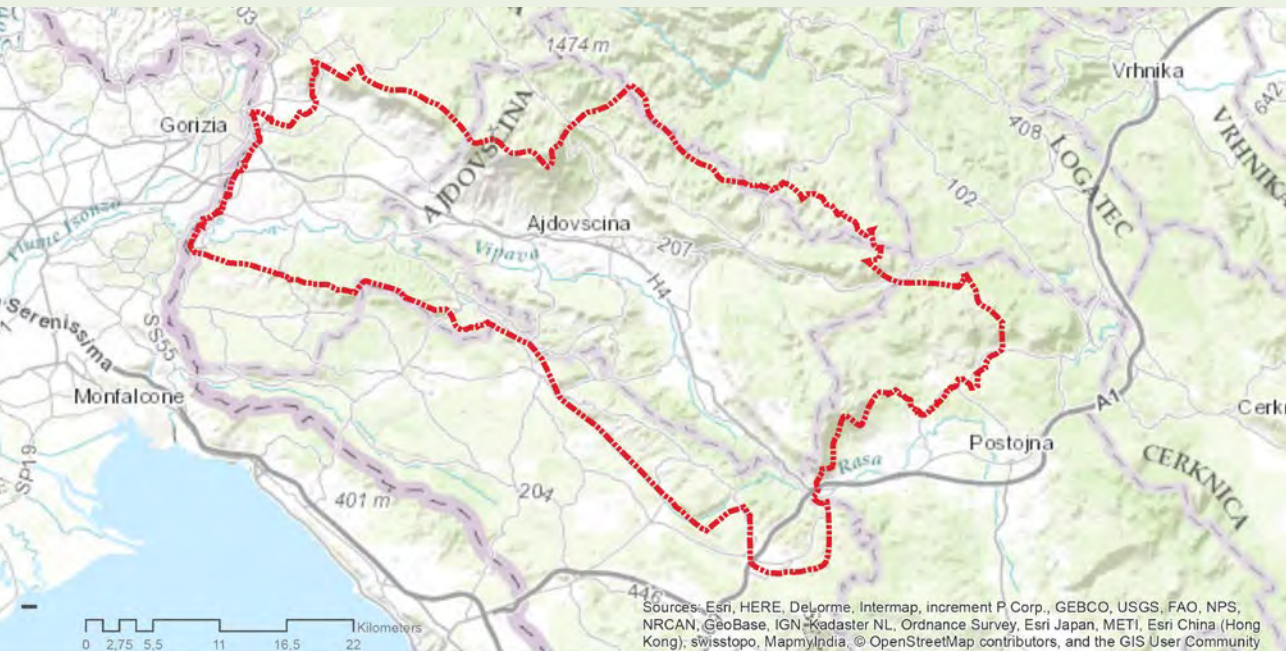 03
1474 m
Vrhnika
642
Gorizia
408
VRHNIKA
AJDOVŠČINA
LOGATEC
102
Fiume Isonzo
Ajdovscina
Vipava
207
H4
Serenissima
SS55
Monfalcone
A1
Cerkn
Postojna
Rasa
CERKNICA
Sp19
401 m
204
446
Kilometers
0 2,75 5,5 11 16,5 22
Sources: Esri, HERE, DeLorme, Intermap, increment P Corp., GEBCO, USGS, FAO, NPS,
NRCAN, GeoBase, IGN, Kadaster NL, Ordnance Survey, Esri Japan, METI, Esri China (Hong
Kong), swisstopo, MapmyIndia, © OpenStreetMap contributors, and the GIS User Community